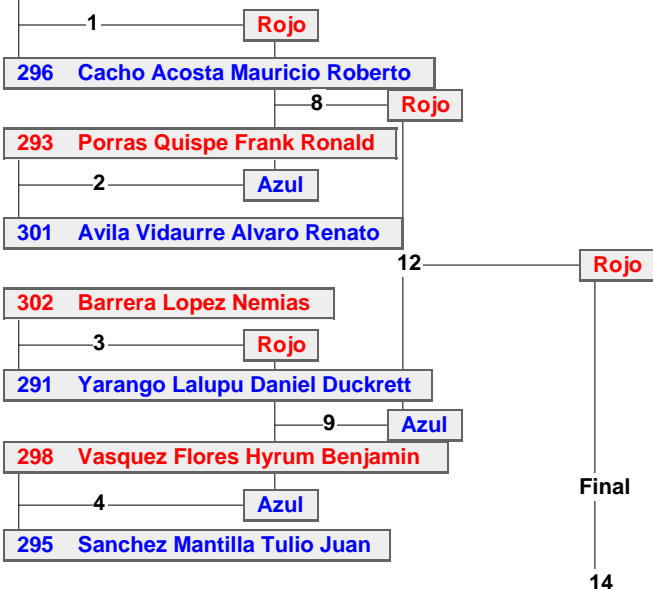 1 Rojo
296 Cacho Acosta Mauricio Roberto
8 Rojo
293 Porras Quispe Frank Ronald
2 Azul
301 Avila Vidaurre Alvaro Renato
12 Rojo
302 Barrera Lopez Nemias
3 Rojo
291 Yarango Lalupu Daniel Duckrett
9 Azul
298 Vasquez Flores Hyrum Benjamin
Final
4 Azul
295 Sanchez Mantilla Tulio Juan
14